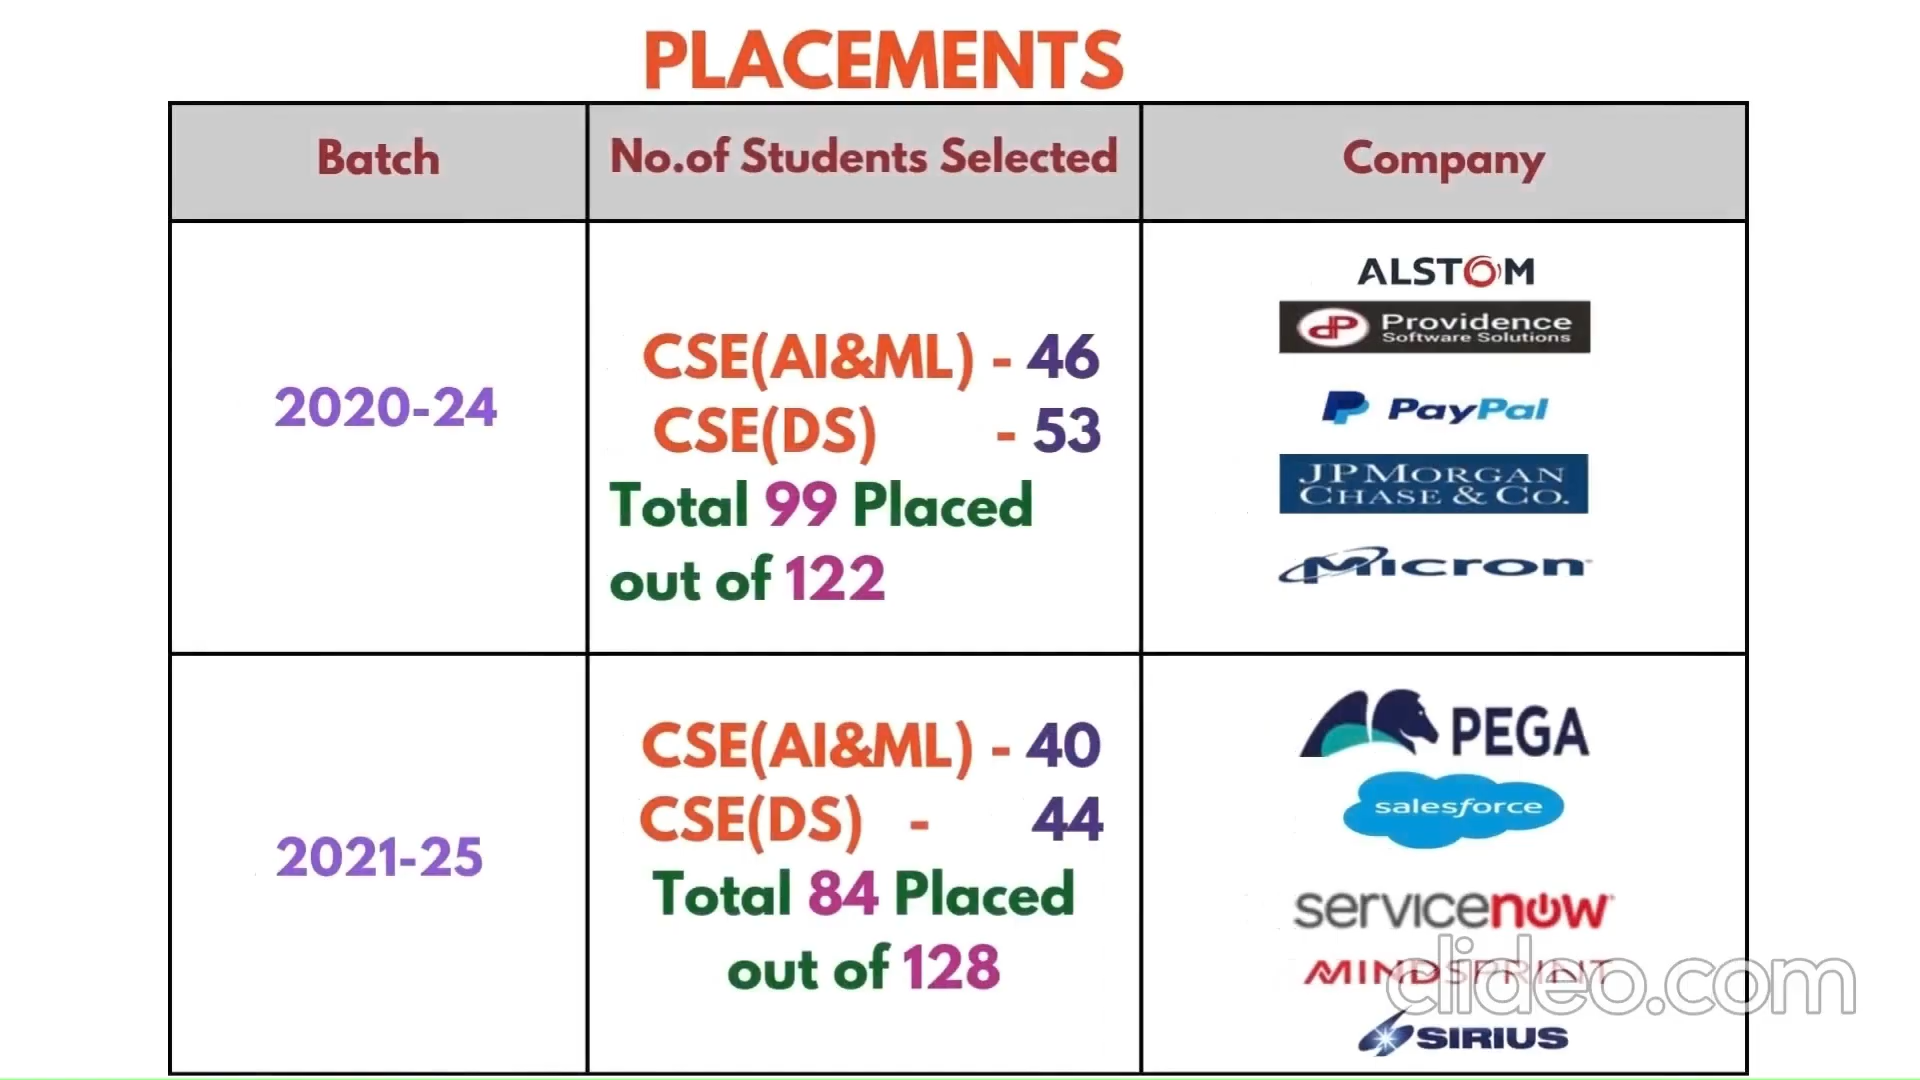 PLACEMENTS
Batch
No.of Students Selected
Company
2020-24
CSE(AI&ML) - 46
CSE(DS) - 53
Total 99 Placed
out of 122
ALSTOM
dP Providence
Software Solutions
PayPal
JPMORGAN
CHASE & CO.
Micron
2021-25
CSE(AI&ML) - 40
CSE(DS) - 44
Total 84 Placed
out of 128
PEGA
salesforce
servicenow
MINDSPRINT
SIRIUS
clideo.com